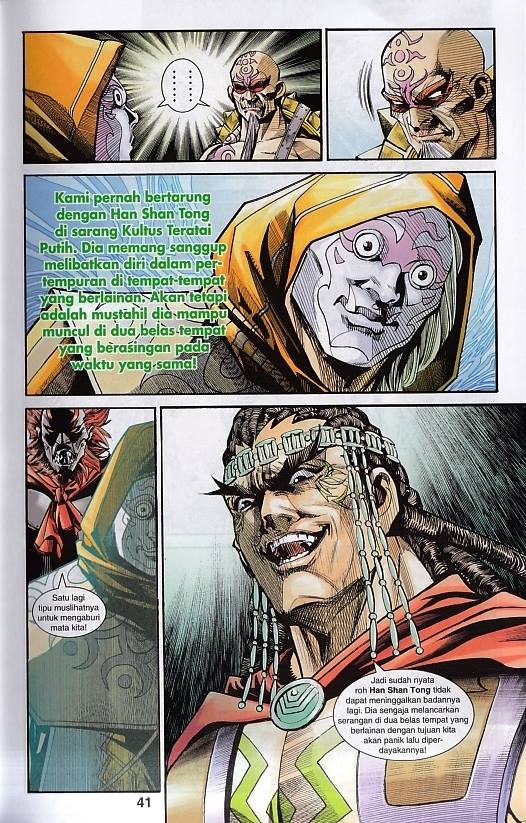 Kami pernah bertarung
dengan Han Shan Tong
di sarang Kultus Teratai
Putih. Dia memang sanggup
melibatkan diri dalam per-
tempuran di tempat-tempat
yang berlainan. Akan tetapi
adalah mustahil dia mampu
muncul di dua belas tempat
yang berasingan pada
waktu yang sama!
Satu lagi
tipu muslihatnya
untuk mengaburi
mata kita!
Jadi sudah nyata
roh Han Shan Tong tidak
dapat meninggalkan badannya
lagi. Dia sengaja melancarkan
serangan di dua belas tempat yang
berlainan dengan tujuan kita
akan panik lalu diper-
dayakannya!
41